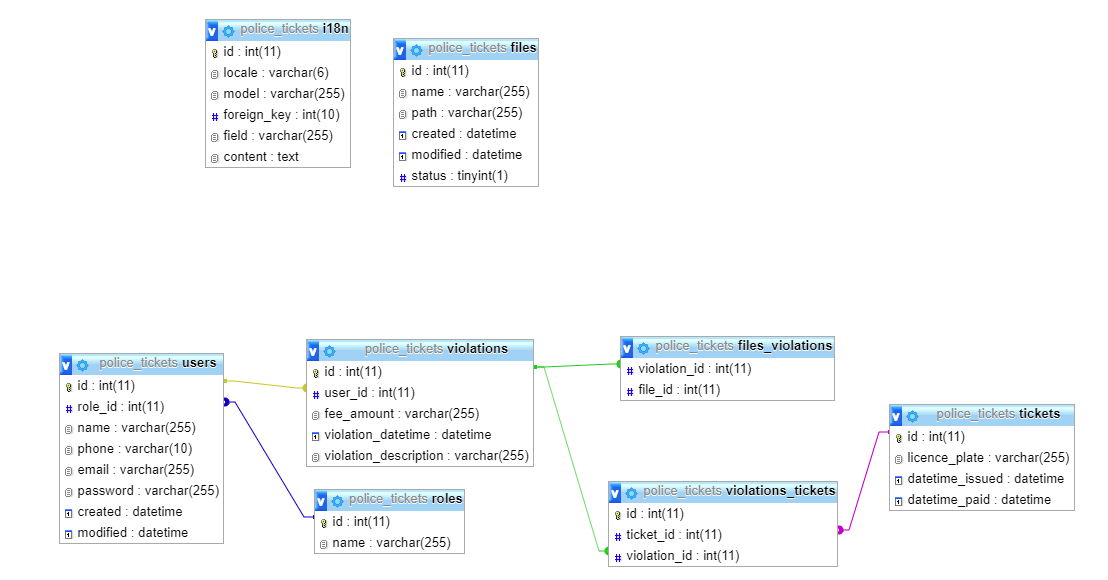 police_tickets i18n
id : int(11)
locale : varchar(6)
model : varchar(255)
foreign_key : int(10)
field : varchar(255)
content : text
police_tickets files
id : int(11)
name : varchar(255)
path : varchar(255)
created : datetime
modified : datetime
status : tinyint(1)
police_tickets users
id : int(11)
role_id : int(11)
name : varchar(255)
phone : varchar(10)
email : varchar(255)
password : varchar(255)
created : datetime
modified : datetime
police_tickets violations
id : int(11)
user_id : int(11)
fee_amount : varchar(255)
violation_datetime : datetime
violation_description : varchar(255)
police_tickets roles
id : int(11)
name : varchar(255)
police_tickets files_violations
violation_id : int(11)
file_id : int(11)
police_tickets violations_tickets
id : int(11)
ticket_id : int(11)
violation_id : int(11)
police_tickets tickets
id : int(11)
licence_plate : varchar(255)
datetime_issued : datetime
datetime_paid : datetime